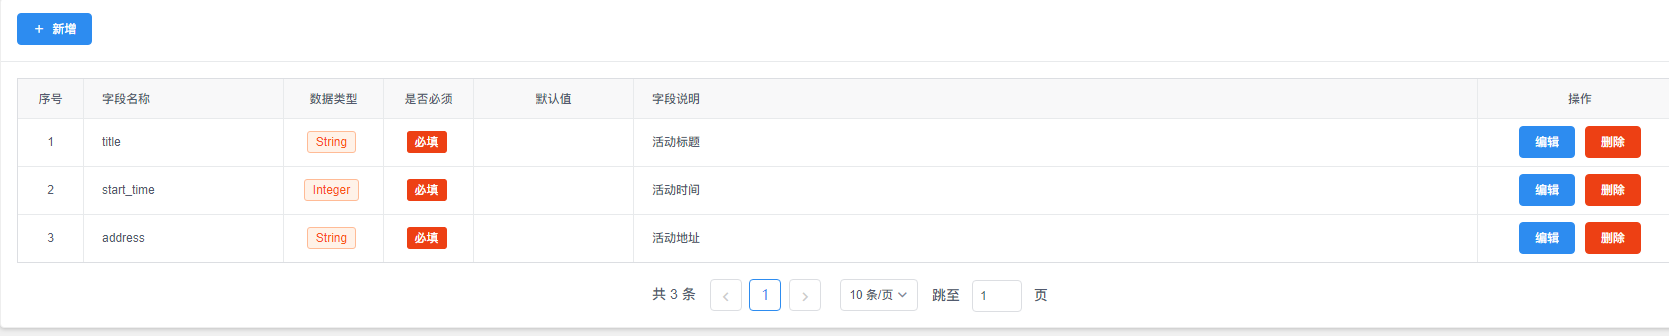 + 新增
序号 字段名称 数据类型 是否必须 默认值 字段说明 操作
1 title String 必填 活动标题 编辑 删除
2 start_time Integer 必填 活动时间 编辑 删除
3 address String 必填 活动地址 编辑 删除
共 3 条 < 1 > 10 条/页 跳至 1 页